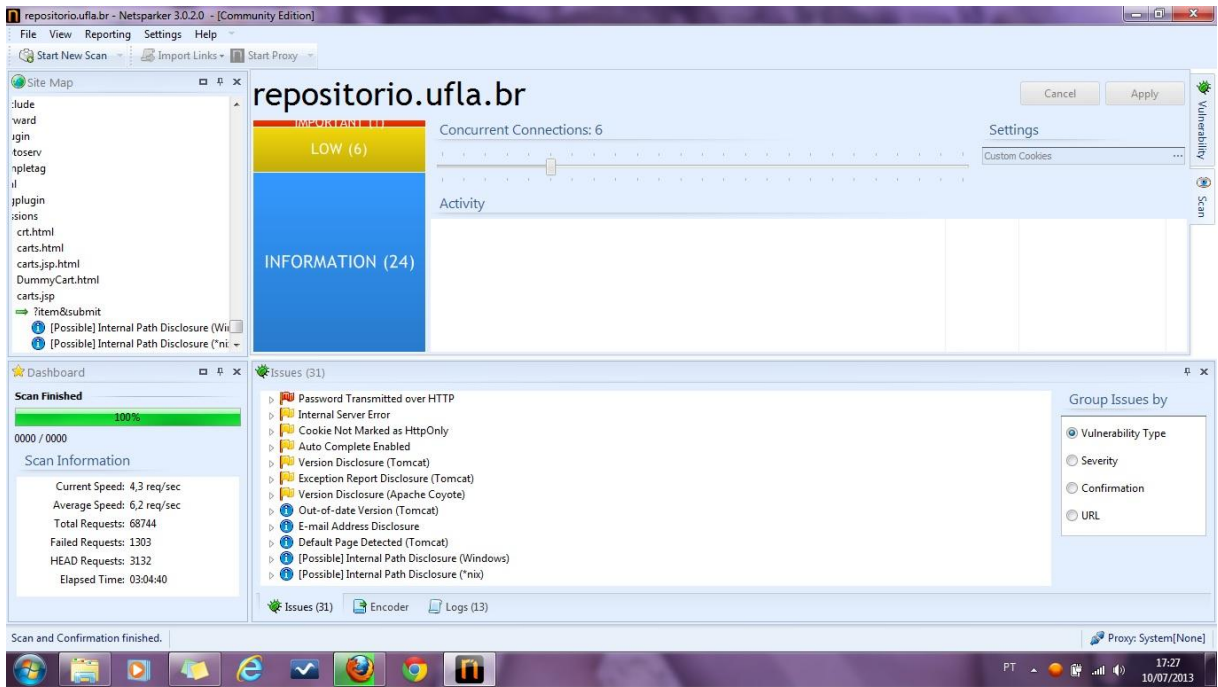 repositorio.ufla.br - Netsparker 3.0.2.0 - [Community Edition]
File View Reporting Settings Help
Start New Scan Import Links Start Proxy
Site Map
:lude
ward
ugin
toserv
npletag
al
jplugin
sions
crt.html
carts.html
carts.jsp.html
DummyCart.html
carts.jsp
?item&submit
[Possible] Internal Path Disclosure (Wi
[Possible] Internal Path Disclosure (*ni
repositorio.ufla.br
Cancel Apply
IMPORTANT (1)
LOW (6)
INFORMATION (24)
Concurrent Connections: 6
Activity
Settings
Custom Cookies ...
Vulnerability
Scan
Dashboard
Scan Finished
100%
0000 / 0000
Scan Information
Current Speed: 4,3 req/sec
Average Speed: 6,2 req/sec
Total Requests: 68744
Failed Requests: 1303
HEAD Requests: 3132
Elapsed Time: 03:04:40
Issues (31)
Password Transmitted over HTTP
Internal Server Error
Cookie Not Marked as HttpOnly
Auto Complete Enabled
Version Disclosure (Tomcat)
Exception Report Disclosure (Tomcat)
Version Disclosure (Apache Coyote)
Out-of-date Version (Tomcat)
E-mail Address Disclosure
Default Page Detected (Tomcat)
[Possible] Internal Path Disclosure (Windows)
[Possible] Internal Path Disclosure (*nix)
Group Issues by
Vulnerability Type
Severity
Confirmation
URL
Issues (31) Encoder Logs (13)
Scan and Confirmation finished.
Proxy: System[None]
PT
17:27
10/07/2013